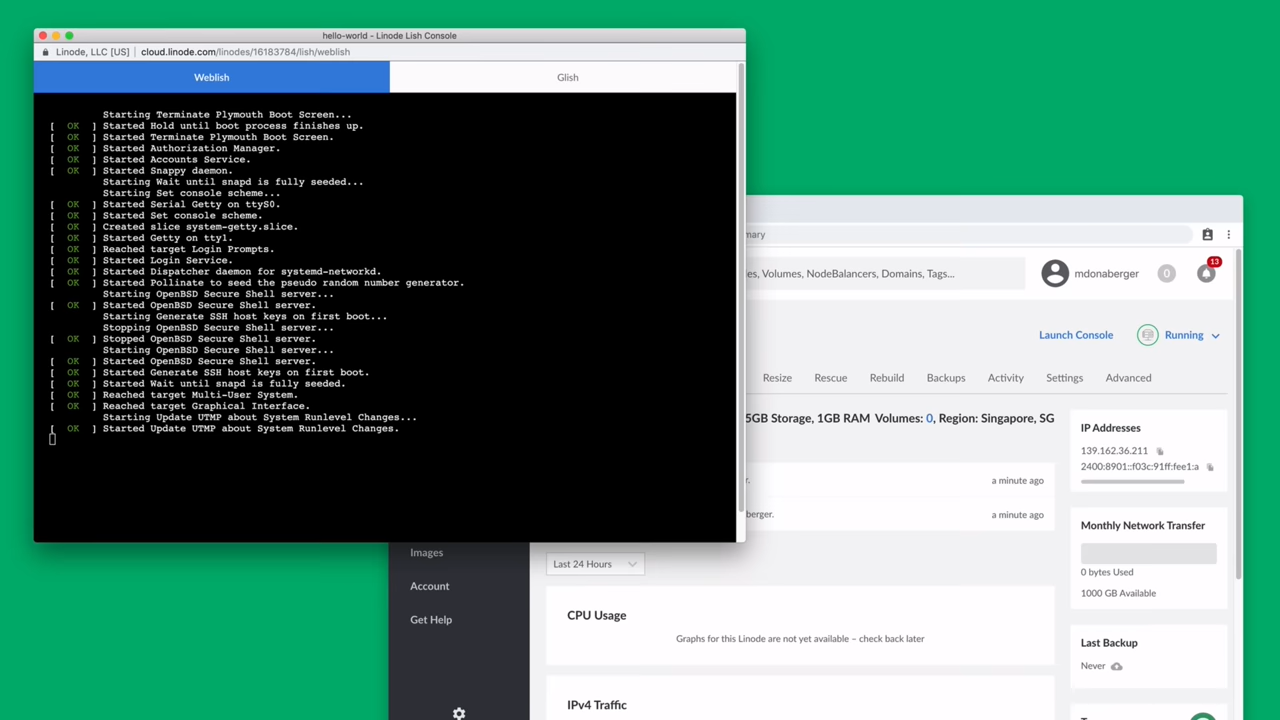 hello-world - Linode Lish Console
Linode, LLC [US] | cloud.linode.com/linodes/16183784/lish/weblish
Weblish
Glish
Starting Terminate Plymouth Boot Screen...
[ OK ] Started Hold until boot process finishes up.
[ OK ] Started Terminate Plymouth Boot Screen.
[ OK ] Started Authorization Manager.
[ OK ] Started Accounts Service.
[ OK ] Started Snappy daemon.
Starting Wait until snapd is fully seeded...
Starting Set console scheme...
[ OK ] Started Serial Getty on ttyS0.
[ OK ] Started Set console scheme.
[ OK ] Created slice system-getty.slice.
[ OK ] Started Getty on tty1.
[ OK ] Reached target Login Prompts.
[ OK ] Started Login Service.
[ OK ] Started Dispatcher daemon for systemd-networkd.
[ OK ] Started Pollinate to seed the pseudo random number generator.
Starting OpenBSD Secure Shell server...
[ OK ] Started OpenBSD Secure Shell server.
Starting Generate SSH host keys on first boot...
Stopping OpenBSD Secure Shell server...
[ OK ] Stopped OpenBSD Secure Shell server.
Starting OpenBSD Secure Shell server...
[ OK ] Started OpenBSD Secure Shell server.
[ OK ] Started Generate SSH host keys on first boot.
[ OK ] Started Wait until snapd is fully seeded.
[ OK ] Reached target Multi-User System.
[ OK ] Reached target Graphical Interface.
Starting Update UTMP about System Runlevel Changes...
[ OK ] Started Update UTMP about System Runlevel Changes.
mary
es, Volumes, NodeBalancers, Domains, Tags...
mdonaberger
0
13
Launch Console
Running
Resize
Rescue
Rebuild
Backups
Activity
Settings
Advanced
5GB Storage, 1GB RAM Volumes: 0, Region: Singapore, SG
r.
a minute ago
berger.
a minute ago
IP Addresses
139.162.36.211
2400:8901::f03c:91ff:fee1:a
Monthly Network Transfer
0 bytes Used
1000 GB Available
Last Backup
Never
Images
Account
Get Help
Last 24 Hours
CPU Usage
Graphs for this Linode are not yet available – check back later
IPv4 Traffic